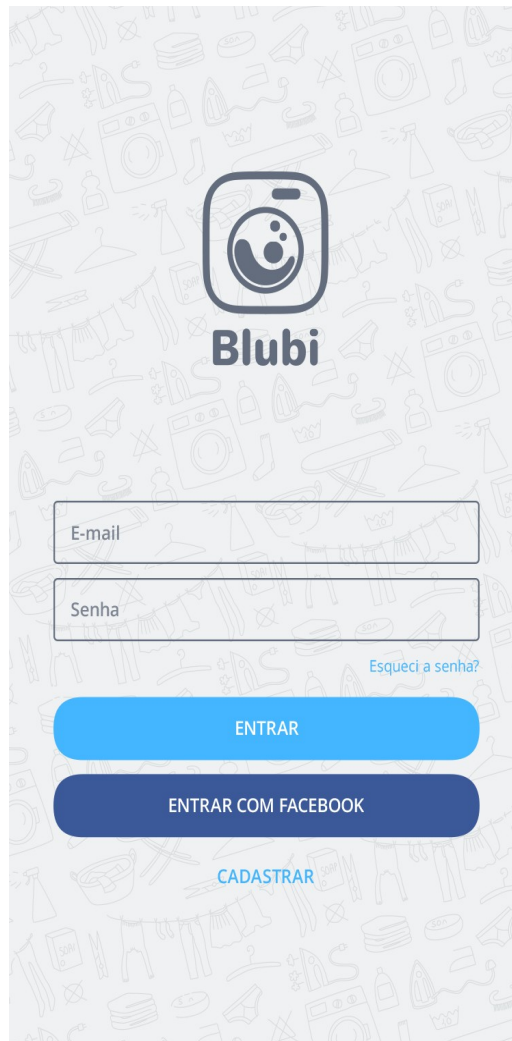 Blubi
E-mail
Senha
Esqueci a senha?
ENTRAR
ENTRAR COM FACEBOOK
CADASTRAR